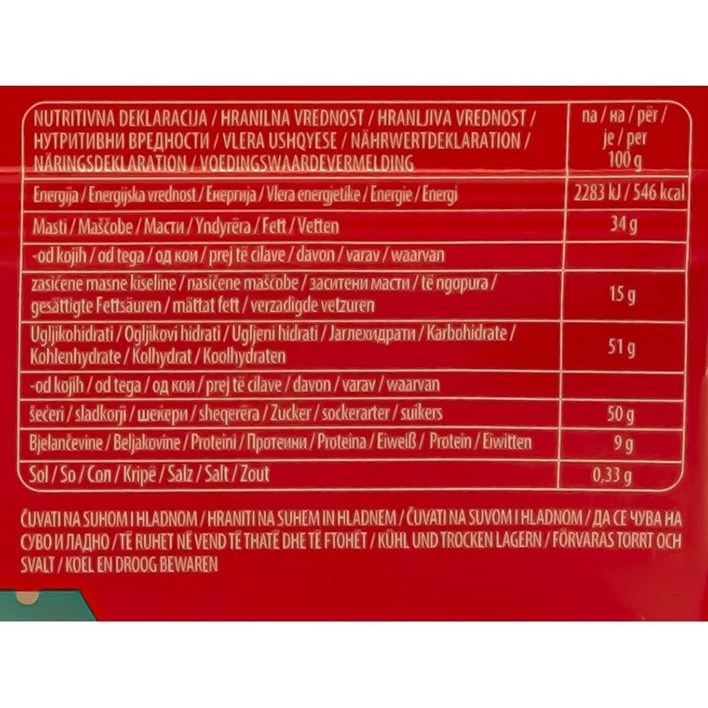 NUTRITIVNA DEKLARACIJA / HRANILNA VREDNOST / HRANLJIVA VREDNOST /
НУТРИТИВНИ ВРЕДНОСТИ / VLERA USHQYESE / NÄHRWERTDEKLARATION /
NÄRINGSDEKLARATION / VOEDINGSWAARDEVERMELDING
na / на / për /
je / per
100 g
Energija / Energijska vrednost / Енергија / Vlera energjetike / Energie / Energi
2283 kJ / 546 kcal
Masti / Maščobe / Масти / Yndyrëra / Fett / Vetten
34 g
-od kojih / od tega / од кои / prej të cilave / davon / varav / waarvan
zasićene masne kiseline / nasičene maščobe / заситени масти / të ngopura /
gesättigte Fettsäuren / mättat fett / verzadigde vetzuren
15 g
Ugljikohidrati / Ogljikovi hidrati / Ugljeni hidrati / Јаглехидрати / Karbohidrate /
Kohlenhydrate / Kolhydrat / Koolhydraten
51 g
-od kojih / od tega / од кои / prej të cilave / davon / varav / waarvan
šećeri / sladkorji / шеќери / sheqerëra / Zucker / sockerarter / suikers
50 g
Bjelančevine / Beljakovine / Proteini / Протеини / Proteina / Eiweiß / Protein / Eiwitten
9 g
Sol / So / Сол / Kripë / Salz / Salt / Zout
0,33 g
ČUVATI NA SUHOM I HLADNOM / HRANITI NA SUHEM IN HLADNEM / ČUVATI NA SUVOM I HLADNOM / ДА СЕ ЧУВА НА
СУВО И ЛАДНО / TË RUHET NË VEND TË THATË DHE TË FTOHËT / KÜHL UND TROCKEN LAGERN / FÖRVARAS TORRT OCH
SVALT / KOEL EN DROOG BEWAREN